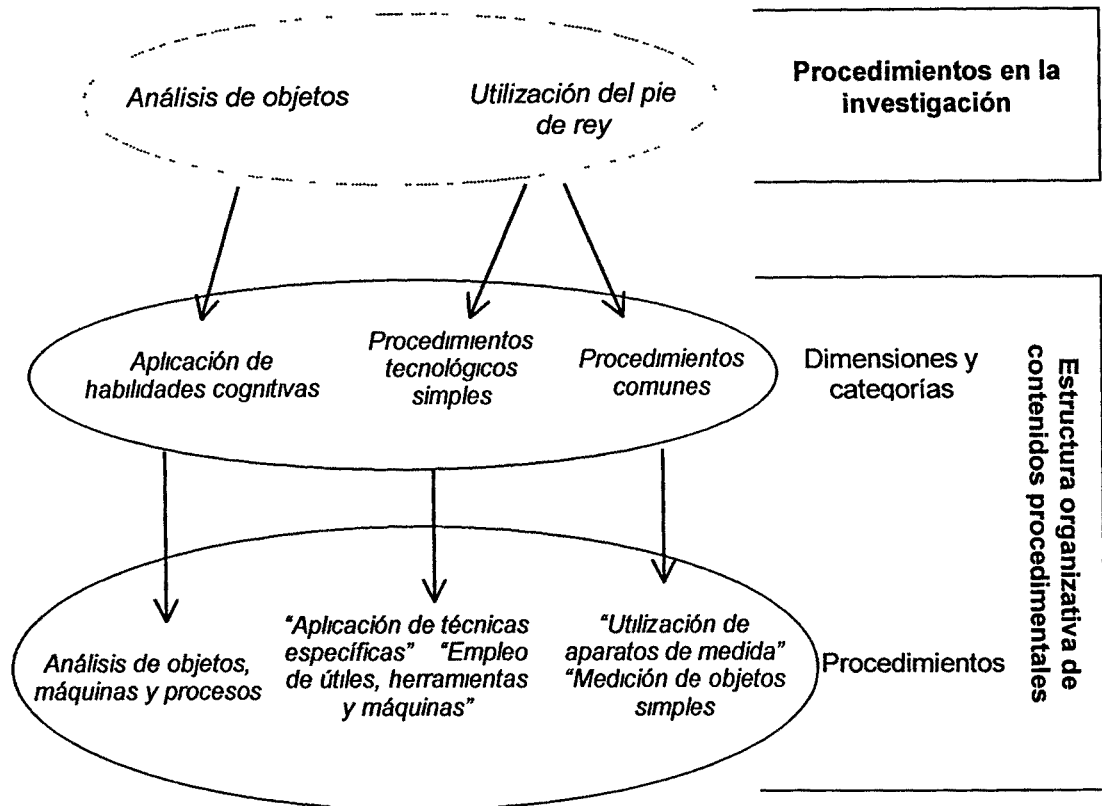 Análisis de objetos
Utilización del pie
de rey
Procedimientos en la
investigación
Aplicación de
habilidades cognitivas
Procedimientos
tecnológicos
simples
Procedimientos
comunes
Dimensiones y
categorías
Análisis de objetos,
máquinas y procesos
"Aplicación de técnicas
específicas" "Empleo
de útiles, herramientas
y máquinas"
"Utilización de
aparatos de medida"
"Medición de objetos
simples
Procedimientos
Estructura organizativa de
contenidos procedimentales